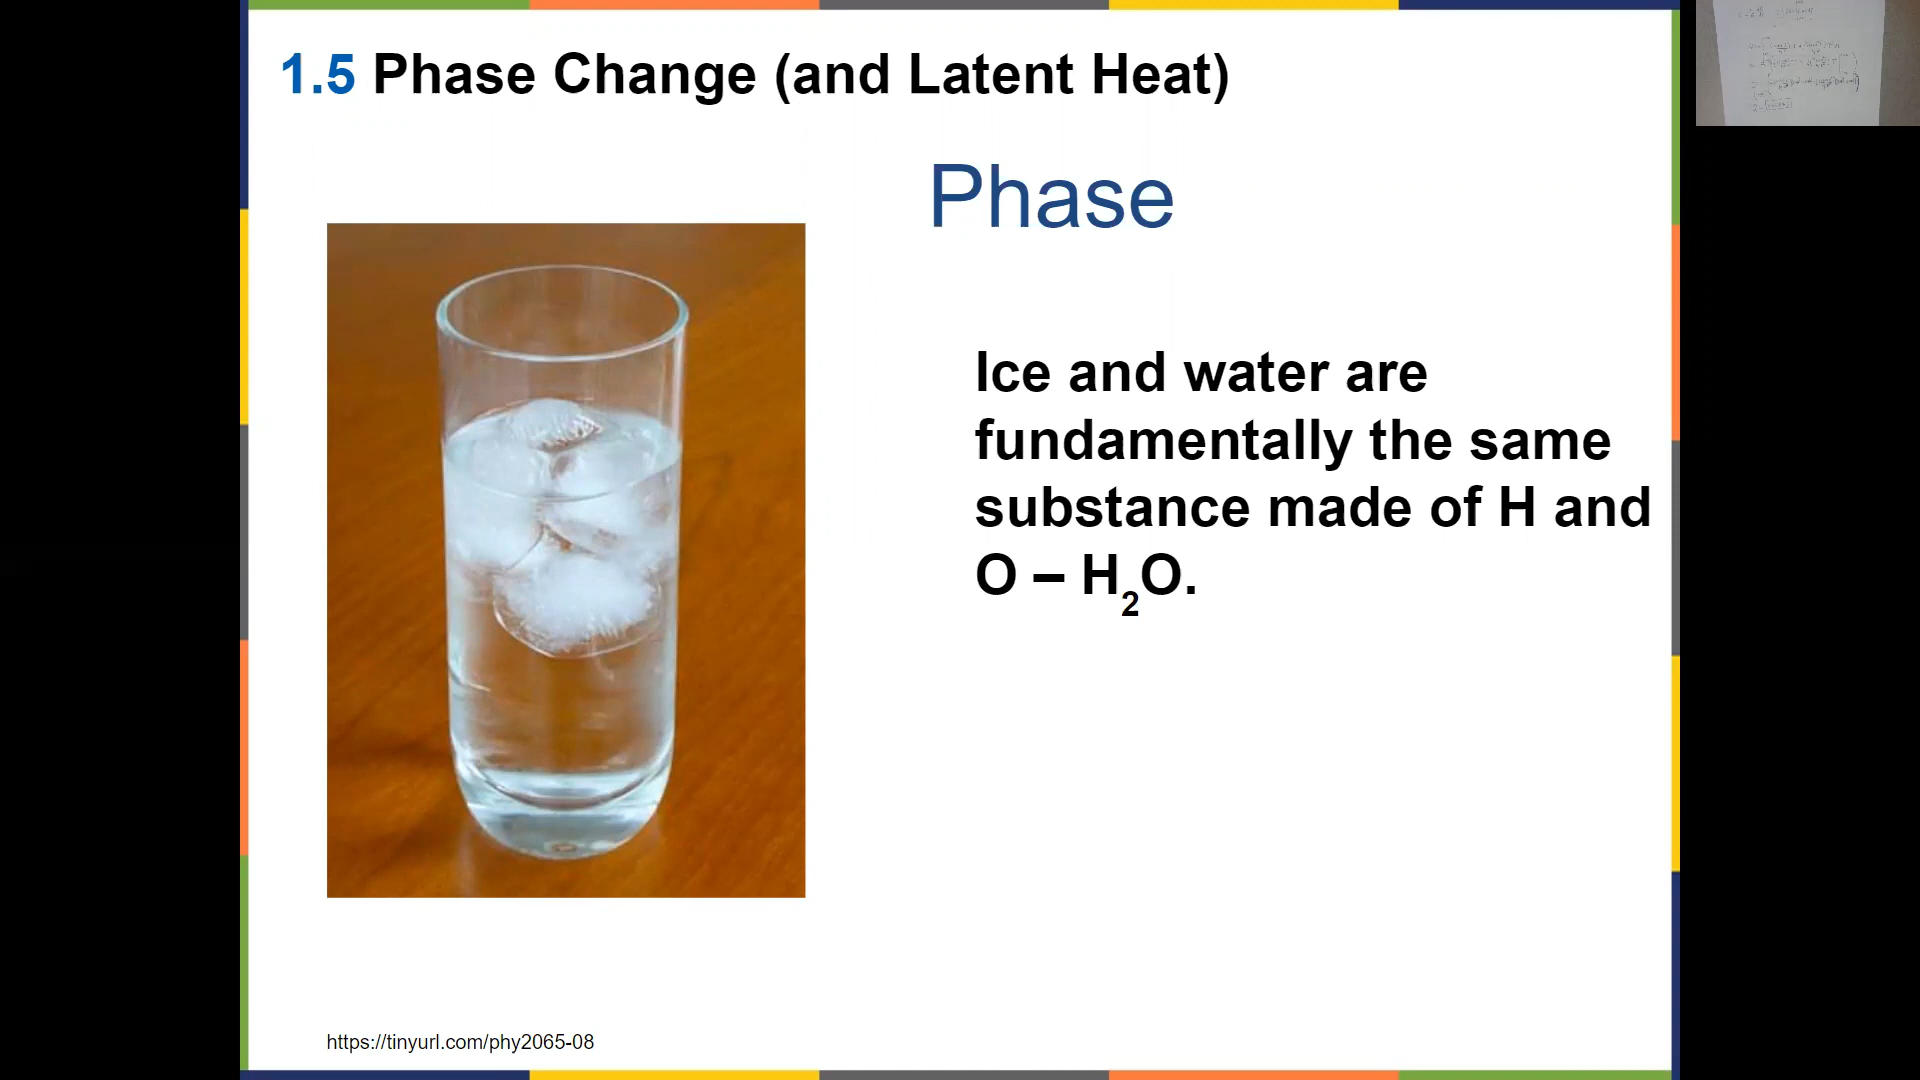 1.5 Phase Change (and Latent Heat)
Phase
Ice and water are
fundamentally the same
substance made of H and
O – H₂O.
https://tinyurl.com/phy2065-08